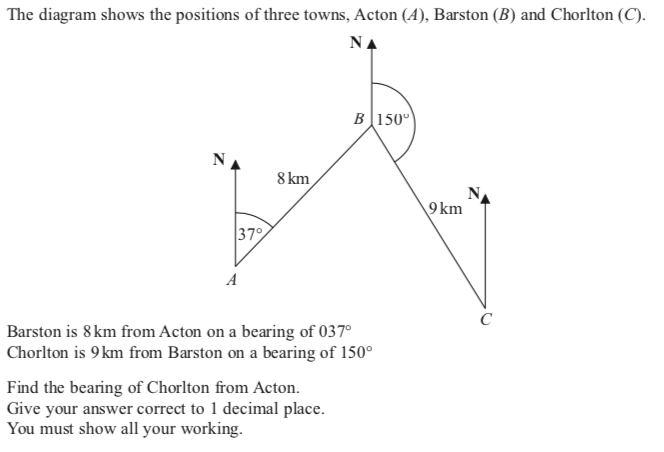 The diagram shows the positions of three towns, Acton (A), Barston (B) and Chorlton (C).
N
B 150°
N
8 km
N
9 km
37°
A
C
Barston is 8 km from Acton on a bearing of 037°
Chorlton is 9 km from Barston on a bearing of 150°
Find the bearing of Chorlton from Acton.
Give your answer correct to 1 decimal place.
You must show all your working.